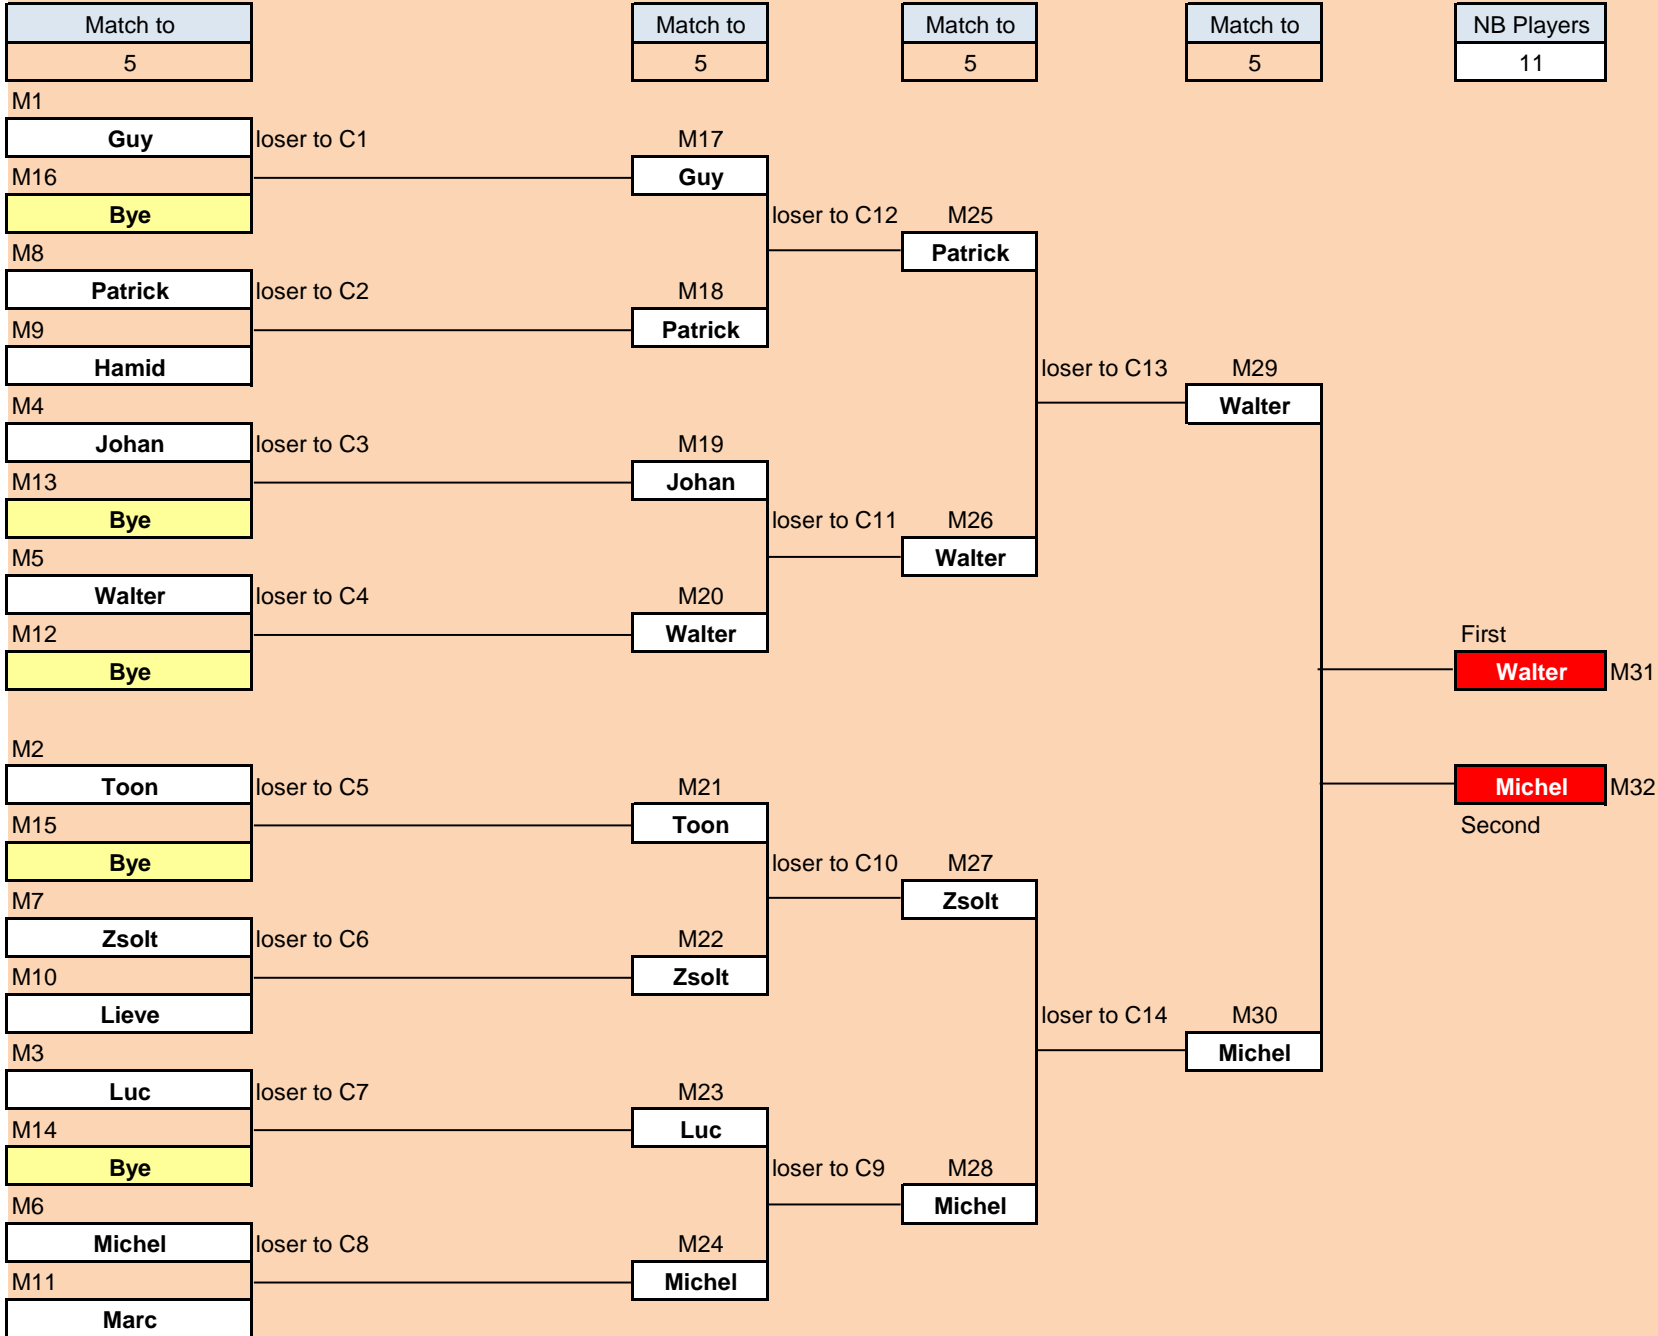 Match to Match to Match to Match to NB Players
5 5 5 5 11
M1
Guy loser to C1 M17
M16 Guy
Bye loser to C12 M25
M8 Patrick
Patrick loser to C2 M18
M9 Patrick
Hamid loser to C13 M29
M4 Walter
Johan loser to C3 M19
M13 Johan
Bye loser to C11 M26
M5 Walter
Walter loser to C4 M20
M12 Walter First
Bye Walter M31
M2
Toon loser to C5 M21 Michel M32
M15 Toon Second
Bye loser to C10 M27
M7 Zsolt
Zsolt loser to C6 M22
M10 Zsolt
Lieve loser to C14 M30
M3 Michel
Luc loser to C7 M23
M14 Luc
Bye loser to C9 M28
M6 Michel
Michel loser to C8 M24
M11 Michel
Marc